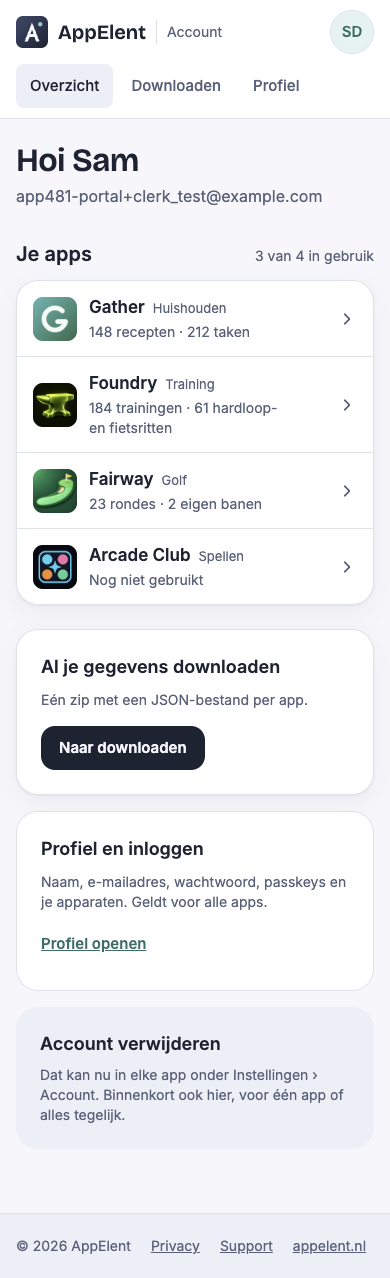 AppElent Account SD
Overzicht Downloaden Profiel
Hoi Sam
app481-portal+clerk_test@example.com
Je apps 3 van 4 in gebruik
Gather Huishouden
148 recepten · 212 taken
Foundry Training
184 trainingen · 61 hardloop-
en fietsritten
Fairway Golf
23 rondes · 2 eigen banen
Arcade Club Spellen
Nog niet gebruikt
Al je gegevens downloaden
Eén zip met een JSON-bestand per app.
Naar downloaden
Profiel en inloggen
Naam, e-mailadres, wachtwoord, passkeys en
je apparaten. Geldt voor alle apps.
Profiel openen
Account verwijderen
Dat kan nu in elke app onder Instellingen ›
Account. Binnenkort ook hier, voor één app of
alles tegelijk.
© 2026 AppElent Privacy Support appelent.nl